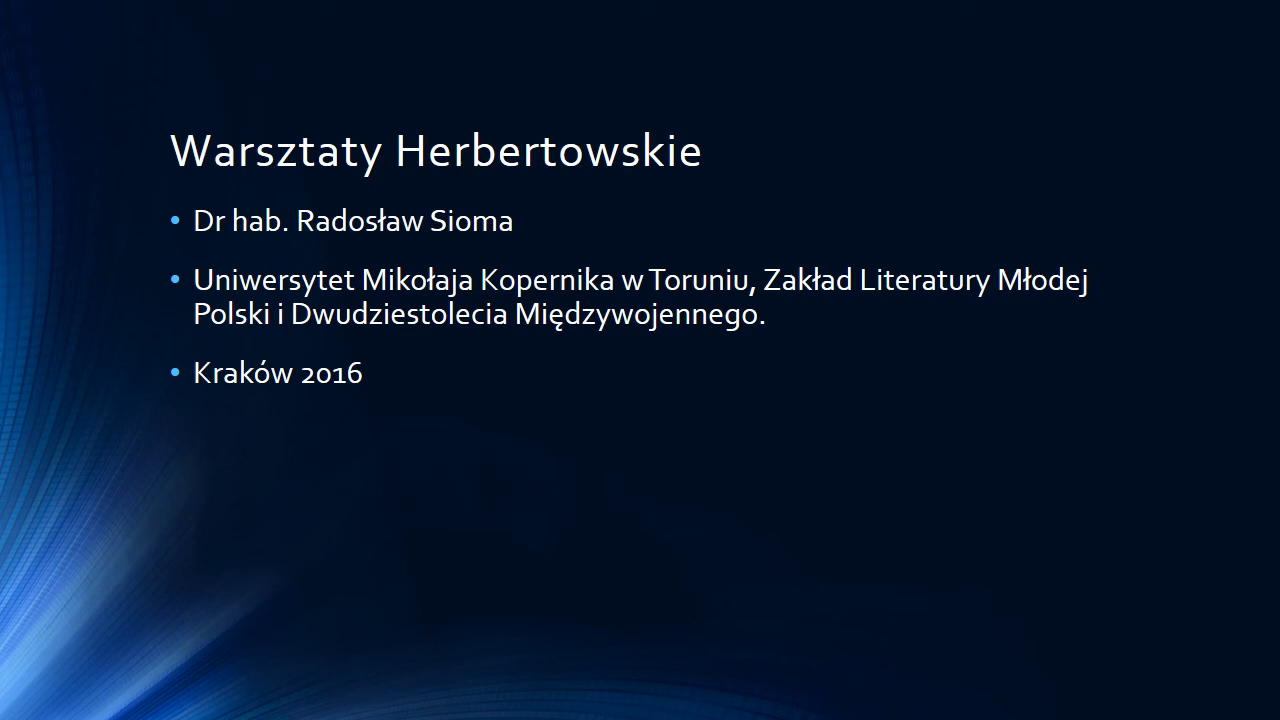 Warsztaty Herbertowskie
• Dr hab. Radosław Sioma
• Uniwersytet Mikołaja Kopernika w Toruniu, Zakład Literatury Młodej
Polski i Dwudziestolecia Międzywojennego.
• Kraków 2016